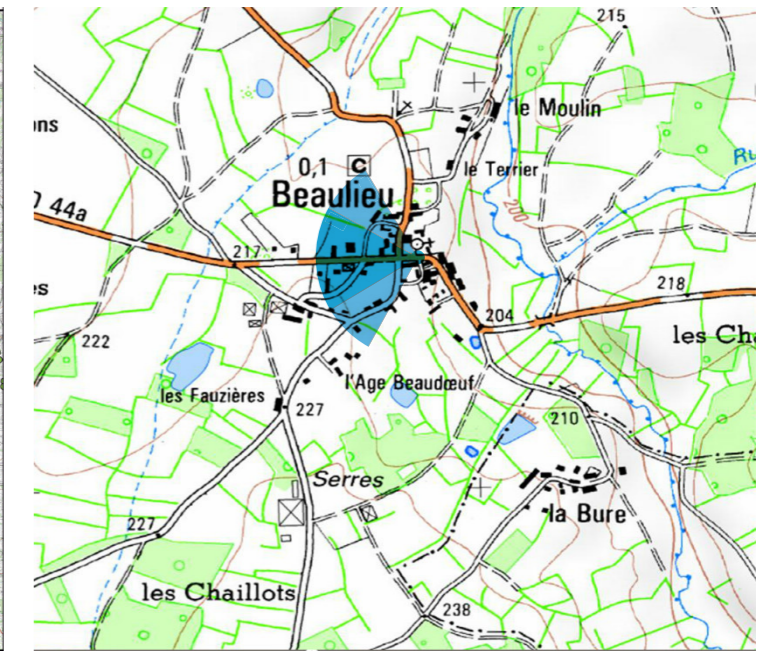 215
ons
le Moulin
Ru
0,1 C
le Terrier
Beaulieu
200
44a
217
218
es
204
222
les Cha
l'Age Beaudœuf
les Fauzières
227
210
Serres
la Bure
227
les Chaillots
238